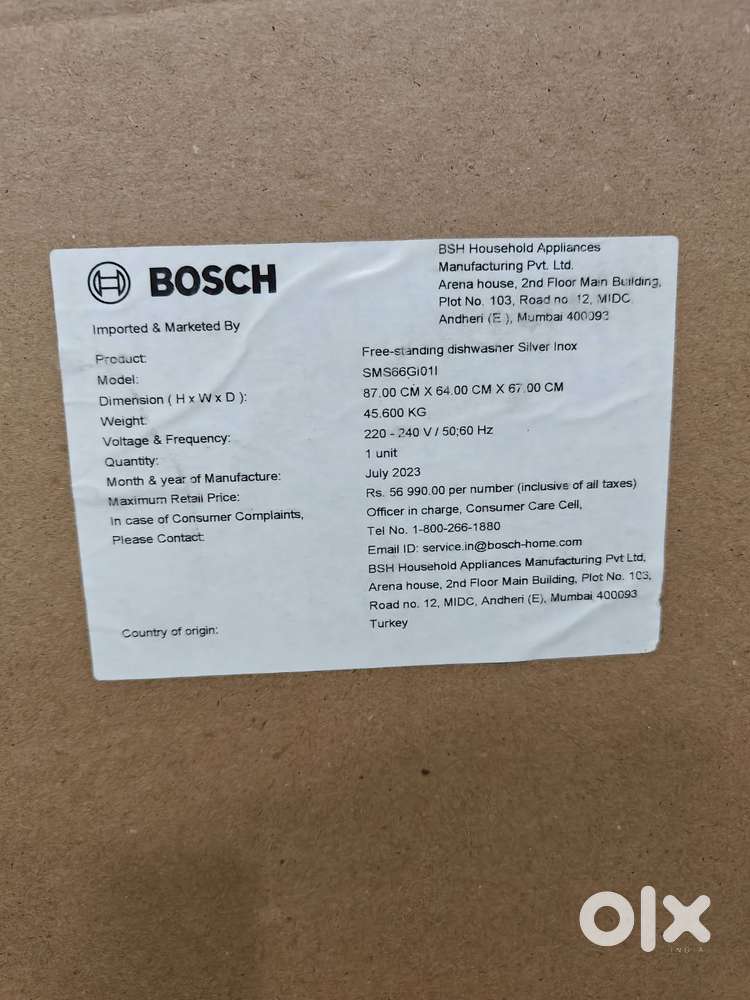 BOSCH
BSH Household Appliances
Manufacturing Pvt. Ltd.
Arena house, 2nd Floor Main Building,
Plot No. 103, Road no. 12, MIDC,
Andheri (E.), Mumbai 400093
Imported & Marketed By
Product: Free-standing dishwasher Silver Inox
Model: SMS66GI01I
Dimension ( H x W x D ): 87.00 CM X 64.00 CM X 67.00 CM
Weight: 45.600 KG
Voltage & Frequency: 220 - 240 V / 50;60 Hz
Quantity: 1 unit
Month & year of Manufacture: July 2023
Maximum Retail Price: Rs. 56 990.00 per number (inclusive of all taxes)
In case of Consumer Complaints, Officer in charge, Consumer Care Cell,
Please Contact: Tel No. 1-800-266-1880
Email ID: service.in@bosch-home.com
BSH Household Appliances Manufacturing Pvt Ltd,
Arena house, 2nd Floor Main Building, Plot No. 103,
Road no. 12, MIDC, Andheri (E), Mumbai 400093
Country of origin: Turkey
olx
INDIA